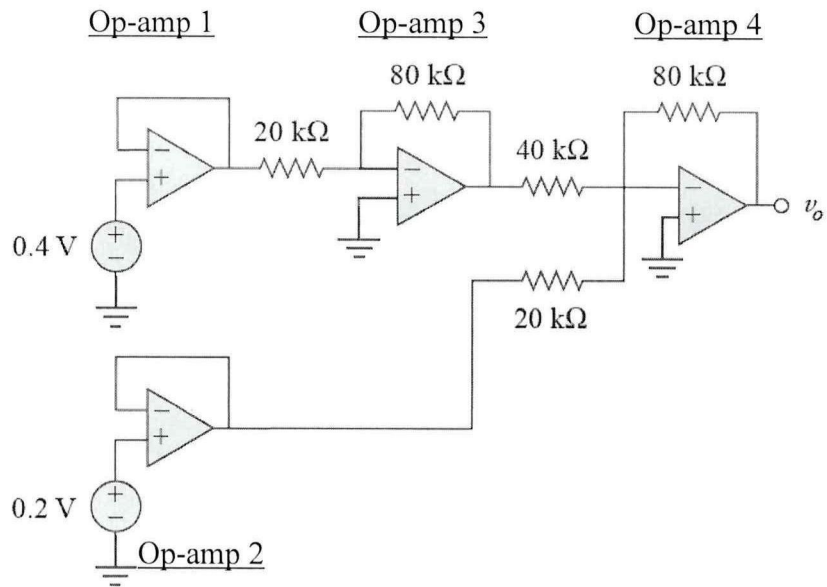 Op-amp 1
Op-amp 3
Op-amp 4
80 kΩ
80 kΩ
20 kΩ
40 kΩ
−
+
−
+
−
+
vo
0.4 V
+
−
20 kΩ
−
+
0.2 V
+
−
Op-amp 2